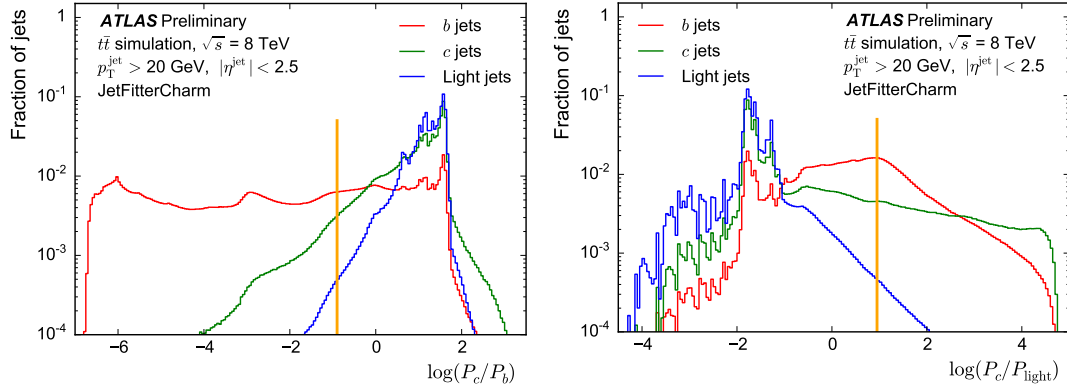 ATLAS Preliminary
tt̄ simulation, √s = 8 TeV
p_T^jet > 20 GeV, |η^jet| < 2.5
JetFitterCharm
b jets
c jets
Light jets
Fraction of jets
1
10⁻¹
10⁻²
10⁻³
10⁻⁴
−6 −4 −2 0 2
log(P_c/P_b)
ATLAS Preliminary
tt̄ simulation, √s = 8 TeV
p_T^jet > 20 GeV, |η^jet| < 2.5
JetFitterCharm
b jets
c jets
Light jets
Fraction of jets
1
10⁻¹
10⁻²
10⁻³
10⁻⁴
−4 −2 0 2 4
log(P_c/P_light)